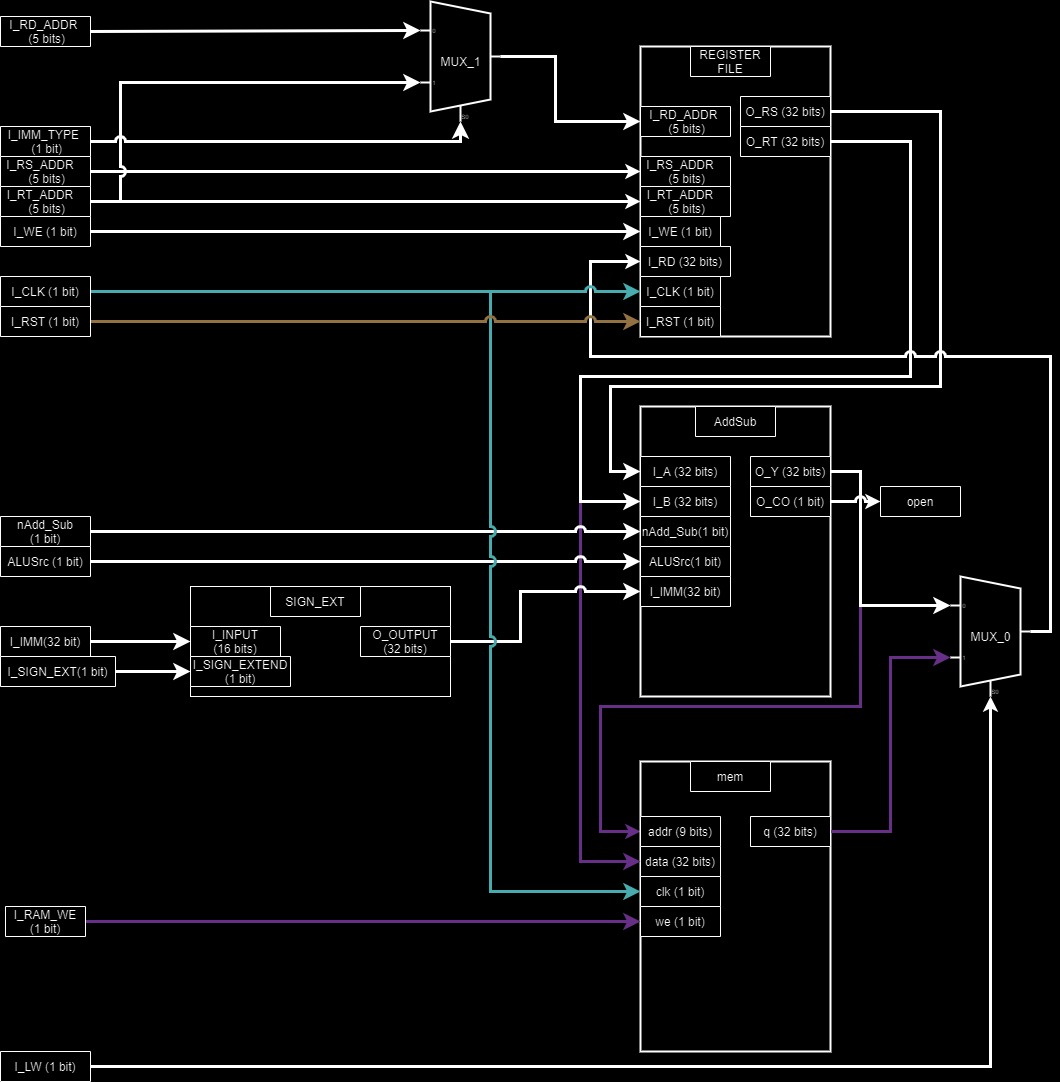 I_RD_ADDR
(5 bits)
0
MUX_1
1
S0
REGISTER
FILE
I_RD_ADDR
(5 bits)
O_RS (32 bits)
O_RT (32 bits)
I_IMM_TYPE
(1 bit)
I_RS_ADDR
(5 bits)
I_RT_ADDR
(5 bits)
I_WE (1 bit)
I_RS_ADDR
(5 bits)
I_RT_ADDR
(5 bits)
I_WE (1 bit)
I_RD (32 bits)
I_CLK (1 bit)
I_RST (1 bit)
I_CLK (1 bit)
I_RST (1 bit)
AddSub
I_A (32 bits)
O_Y (32 bits)
I_B (32 bits)
O_CO (1 bit)
open
nAdd_Sub
(1 bit)
nAdd_Sub(1 bit)
ALUSrc (1 bit)
ALUSrc(1 bit)
I_IMM(32 bit)
SIGN_EXT
I_IMM(32 bit)
I_INPUT
(16 bits)
O_OUTPUT
(32 bits)
I_SIGN_EXT(1 bit)
I_SIGN_EXTEND
(1 bit)
0
MUX_0
1
S0
mem
addr (9 bits)
q (32 bits)
data (32 bits)
clk (1 bit)
we (1 bit)
I_RAM_WE
(1 bit)
I_LW (1 bit)